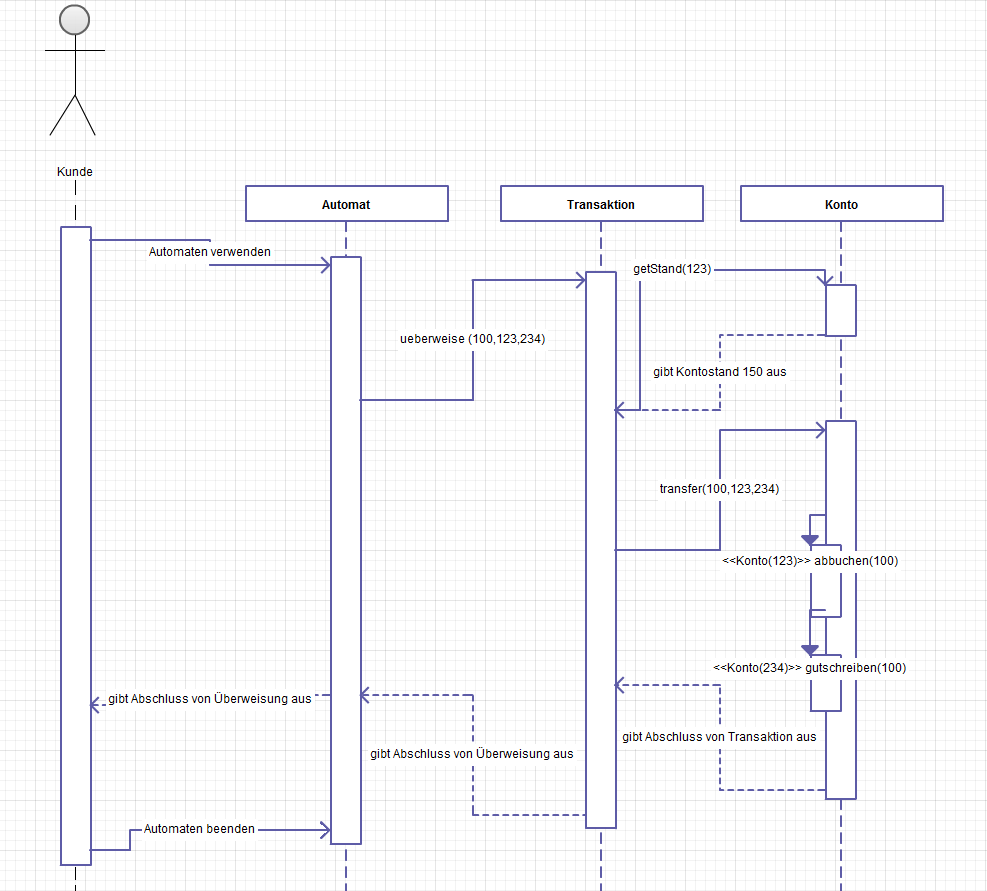 Kunde
Automat
Transaktion
Konto
Automaten verwenden
getStand(123)
ueberweise (100,123,234)
gibt Kontostand 150 aus
transfer(100,123,234)
<<Konto(123)>> abbuchen(100)
<<Konto(234)>> gutschreiben(100)
gibt Abschluss von Überweisung aus
gibt Abschluss von Transaktion aus
gibt Abschluss von Überweisung aus
Automaten beenden